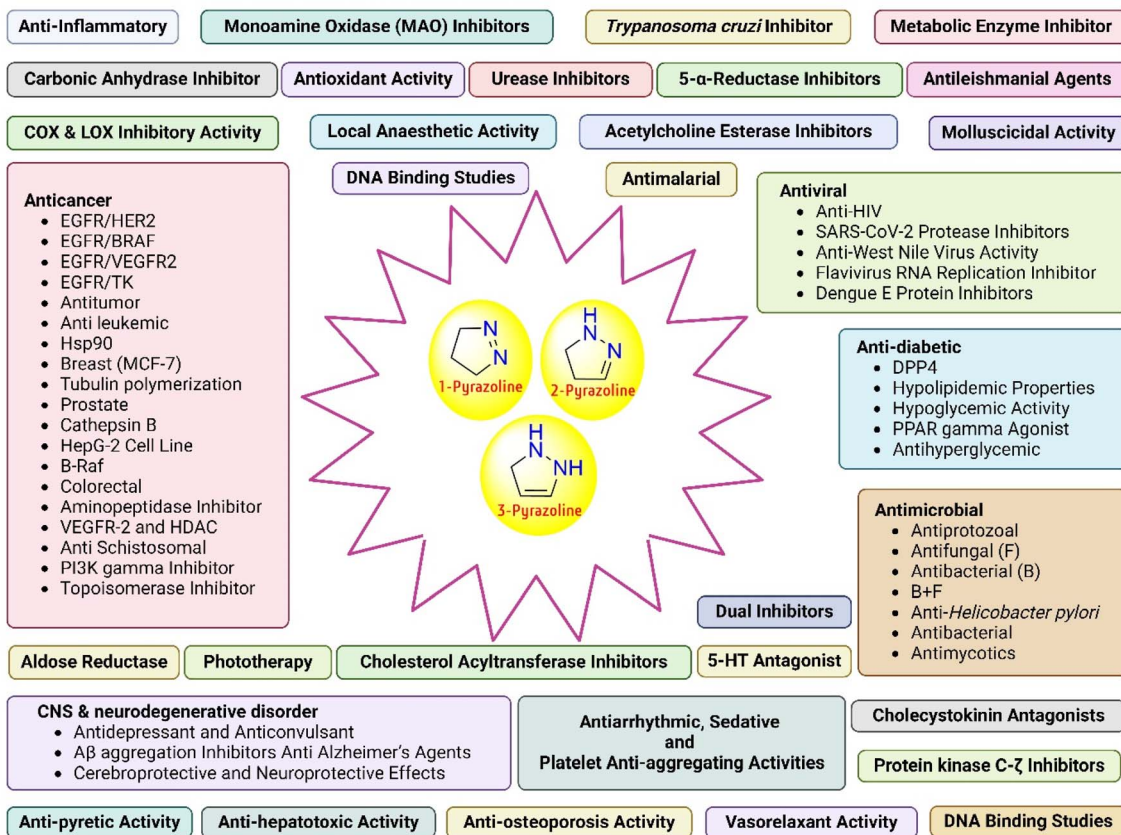 Anti-Inflammatory
Monoamine Oxidase (MAO) Inhibitors
Trypanosoma cruzi Inhibitor
Metabolic Enzyme Inhibitor
Carbonic Anhydrase Inhibitor
Antioxidant Activity
Urease Inhibitors
5-α-Reductase Inhibitors
Antileishmanial Agents
COX & LOX Inhibitory Activity
Local Anaesthetic Activity
Acetylcholine Esterase Inhibitors
Molluscicidal Activity
DNA Binding Studies
Antimalarial
Anticancer
• EGFR/HER2
• EGFR/BRAF
• EGFR/VEGFR2
• EGFR/TK
• Antitumor
• Anti leukemic
• Hsp90
• Breast (MCF-7)
• Tubulin polymerization
• Prostate
• Cathepsin B
• HepG-2 Cell Line
• B-Raf
• Colorectal
• Aminopeptidase Inhibitor
• VEGFR-2 and HDAC
• Anti Schistosomal
• PI3K gamma Inhibitor
• Topoisomerase Inhibitor
N
N
1-Pyrazoline
H
N
N
2-Pyrazoline
H
N
NH
3-Pyrazoline
Antiviral
• Anti-HIV
• SARS-CoV-2 Protease Inhibitors
• Anti-West Nile Virus Activity
• Flavivirus RNA Replication Inhibitor
• Dengue E Protein Inhibitors
Anti-diabetic
• DPP4
• Hypolipidemic Properties
• Hypoglycemic Activity
• PPAR gamma Agonist
• Antihyperglycemic
Antimicrobial
• Antiprotozoal
• Antifungal (F)
• Antibacterial (B)
• B+F
• Anti-Helicobacter pylori
• Antibacterial
• Antimycotics
Dual Inhibitors
Aldose Reductase
Phototherapy
Cholesterol Acyltransferase Inhibitors
5-HT Antagonist
CNS & neurodegenerative disorder
• Antidepressant and Anticonvulsant
• Aβ aggregation Inhibitors Anti Alzheimer's Agents
• Cerebroprotective and Neuroprotective Effects
Antiarrhythmic, Sedative
and
Platelet Anti-aggregating Activities
Cholecystokinin Antagonists
Protein kinase C-ζ Inhibitors
Anti-pyretic Activity
Anti-hepatotoxic Activity
Anti-osteoporosis Activity
Vasorelaxant Activity
DNA Binding Studies